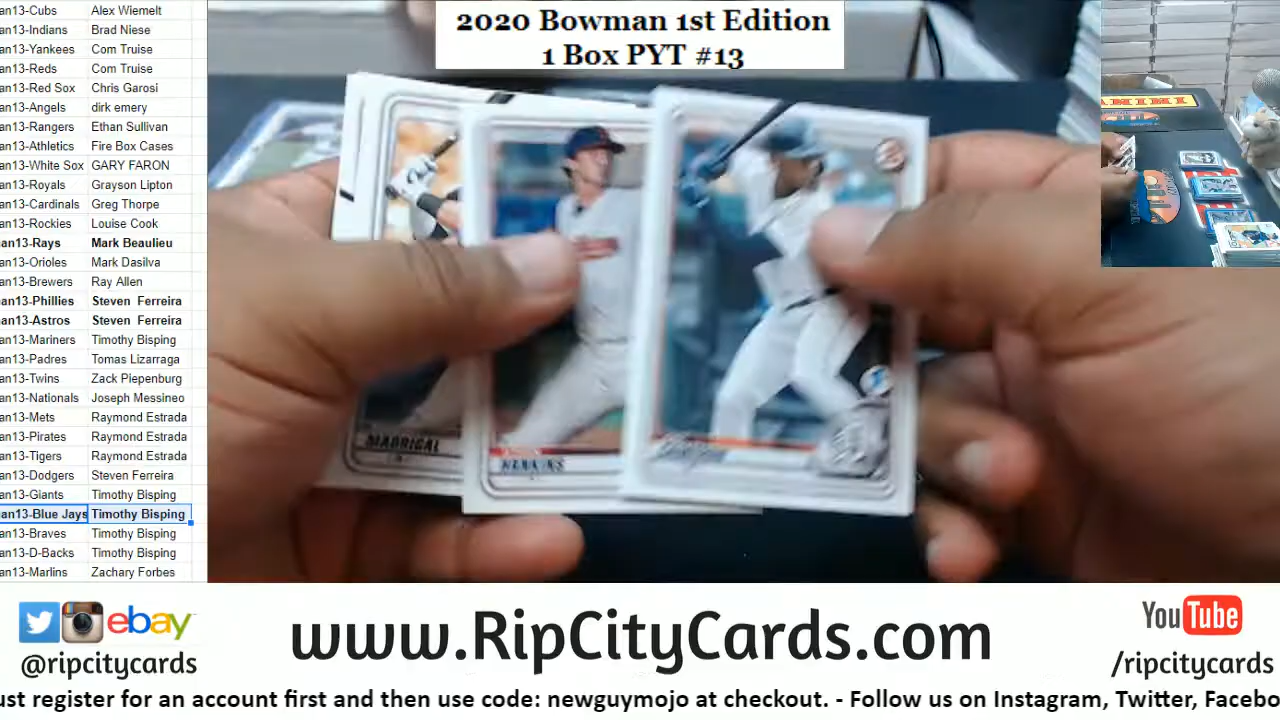 2020 Bowman 1st Edition
1 Box PYT #13
an13-Cubs Alex Wiemelt
an13-Indians Brad Niese
an13-Yankees Com Truise
an13-Reds Com Truise
an13-Red Sox Chris Garosi
an13-Angels dirk emery
an13-Rangers Ethan Sullivan
an13-Athletics Fire Box Cases
an13-White Sox GARY FARON
an13-Royals Grayson Lipton
an13-Cardinals Greg Thorpe
an13-Rockies Louise Cook
an13-Rays Mark Beaulieu
an13-Orioles Mark Dasilva
an13-Brewers Ray Allen
an13-Phillies Steven Ferreira
an13-Astros Steven Ferreira
an13-Mariners Timothy Bisping
an13-Padres Tomas Lizarraga
an13-Twins Zack Piepenburg
an13-Nationals Joseph Messineo
an13-Mets Raymond Estrada
an13-Pirates Raymond Estrada
an13-Tigers Raymond Estrada
an13-Dodgers Steven Ferreira
an13-Giants Timothy Bisping
an13-Blue Jays Timothy Bisping
an13-Braves Timothy Bisping
an13-D-Backs Timothy Bisping
an13-Marlins Zachary Forbes
MADRIGAL
ebay
@ripcitycards
www.RipCityCards.com
YouTube
/ripcitycards
ust register for an account first and then use code: newguymojo at checkout. - Follow us on Instagram, Twitter, Facebo